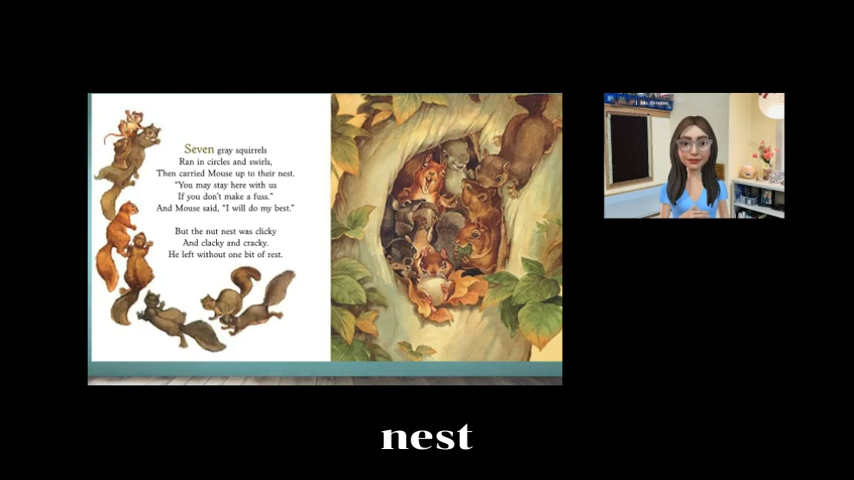 Seven gray squirrels
Ran in circles and swirls,
Then carried Mouse up to their nest.
“You may stay here with us
If you don’t make a fuss.”
And Mouse said, “I will do my best.”
But the nut nest was clicky
And clacky and cracky.
He left without one bit of rest.
nest